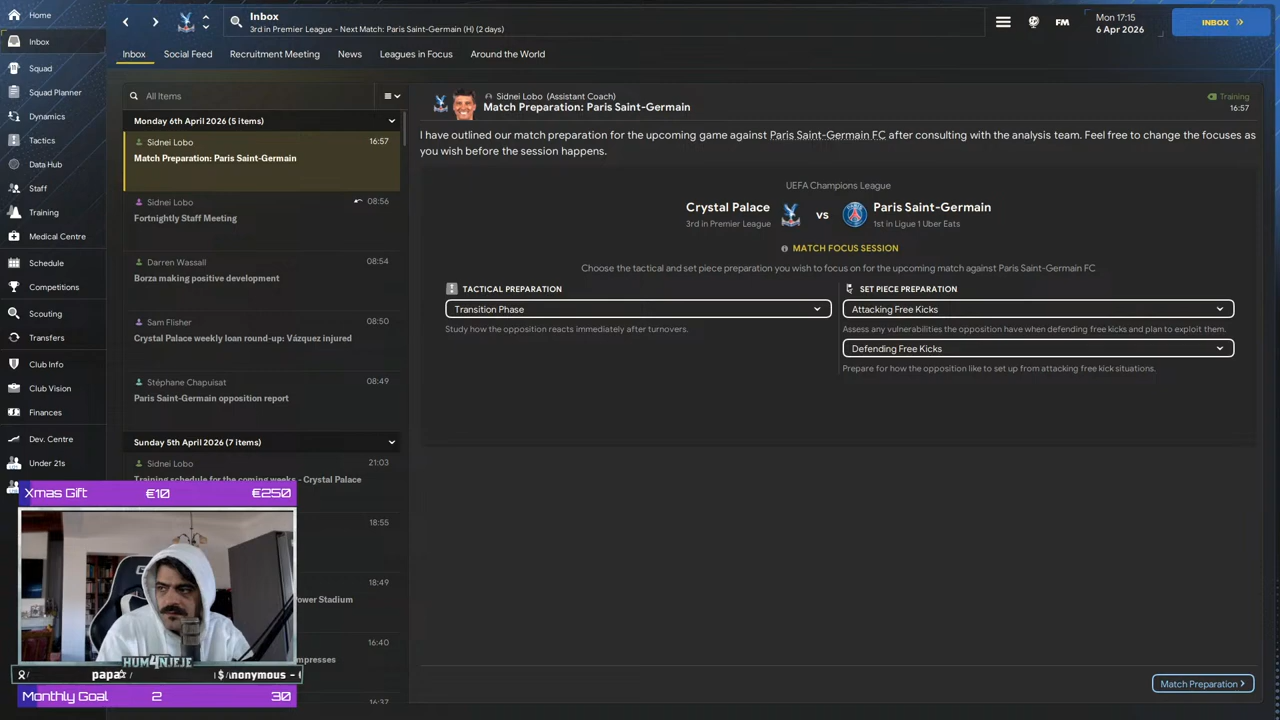 Home
Inbox
Squad
Squad Planner
Dynamics
Tactics
Data Hub
Staff
Training
Medical Centre
Schedule
Competitions
Scouting
Transfers
Club Info
Club Vision
Finances
Dev. Centre
Under 21s
Inbox
3rd in Premier League - Next Match: Paris Saint-Germain (H) (2 days)
FM
Mon 17:15
6 Apr 2026
INBOX
Inbox
Social Feed
Recruitment Meeting
News
Leagues in Focus
Around the World
All Items
Monday 6th April 2026 (5 items)
Sidnei Lobo 16:57
Match Preparation: Paris Saint-Germain
Sidnei Lobo 08:56
Fortnightly Staff Meeting
Darren Wassall 08:54
Borza making positive development
Sam Flisher 08:50
Crystal Palace weekly loan round-up: Vázquez injured
Stéphane Chapuisat 08:49
Paris Saint-Germain opposition report
Sunday 5th April 2026 (7 items)
Sidnei Lobo 21:03
Training schedule for the coming weeks - Crystal Palace
18:55
18:49
ower Stadium
16:40
mpresses
16:37
Sidnei Lobo (Assistant Coach)
Match Preparation: Paris Saint-Germain
Training
16:57
I have outlined our match preparation for the upcoming game against Paris Saint-Germain FC after consulting with the analysis team. Feel free to change the focuses as
you wish before the session happens.
UEFA Champions League
Crystal Palace
3rd in Premier League
vs
Paris Saint-Germain
1st in Ligue 1 Uber Eats
MATCH FOCUS SESSION
Choose the tactical and set piece preparation you wish to focus on for the upcoming match against Paris Saint-Germain FC
TACTICAL PREPARATION
Transition Phase
Study how the opposition reacts immediately after turnovers.
SET PIECE PREPARATION
Attacking Free Kicks
Assess any vulnerabilities the opposition have when defending free kicks and plan to exploit them.
Defending Free Kicks
Prepare for how the opposition like to set up from attacking free kick situations.
Match Preparation
Xmas Gift €10 €250
HUM4NJEJE
papa
Anonymous -
Monthly Goal 2 30